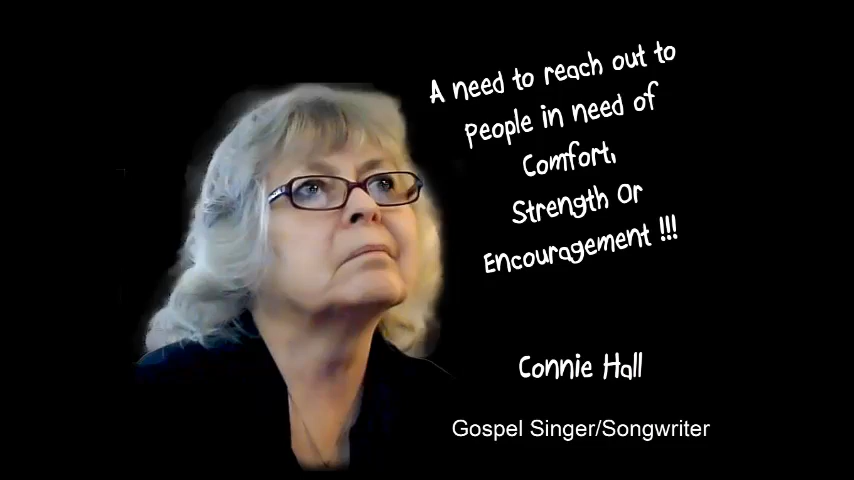 A need to reach out to
People in need of
Comfort,
Strength Or
Encouragement !!!
Connie Hall
Gospel Singer/Songwriter